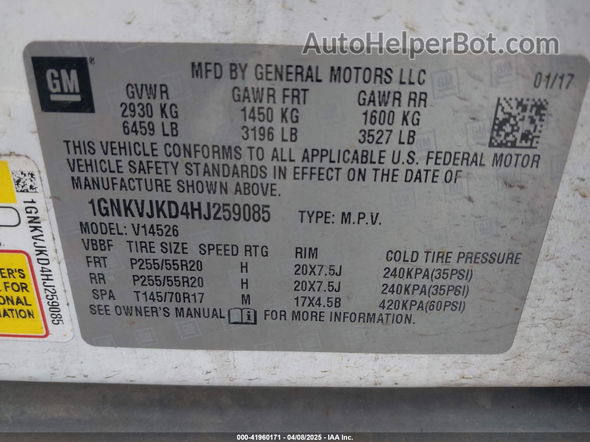 AutoHelperBot.com
GM
MFD BY GENERAL MOTORS LLC
01/17
GVWR GAWR FRT GAWR RR
2930 KG 1450 KG 1600 KG
6459 LB 3196 LB 3527 LB
THIS VEHICLE CONFORMS TO ALL APPLICABLE U.S. FEDERAL MOTOR
VEHICLE SAFETY STANDARDS IN EFFECT ON THE DATE OF
MANUFACTURE SHOWN ABOVE.
1GNKVJKD4HJ259085 TYPE: M.P.V.
MODEL: V14526
VBBF TIRE SIZE SPEED RTG RIM COLD TIRE PRESSURE
FRT P255/55R20 H 20X7.5J 240KPA(35PSI)
RR P255/55R20 H 20X7.5J 240KPA(35PSI)
SPA T145/70R17 M 17X4.5B 420KPA(60PSI)
SEE OWNER'S MANUAL i FOR MORE INFORMATION.
1GNKVJKD4HJ259085
ER'S
FOR
ONAL
MATION
000-41960171 - 04/08/2025 - IAA Inc.